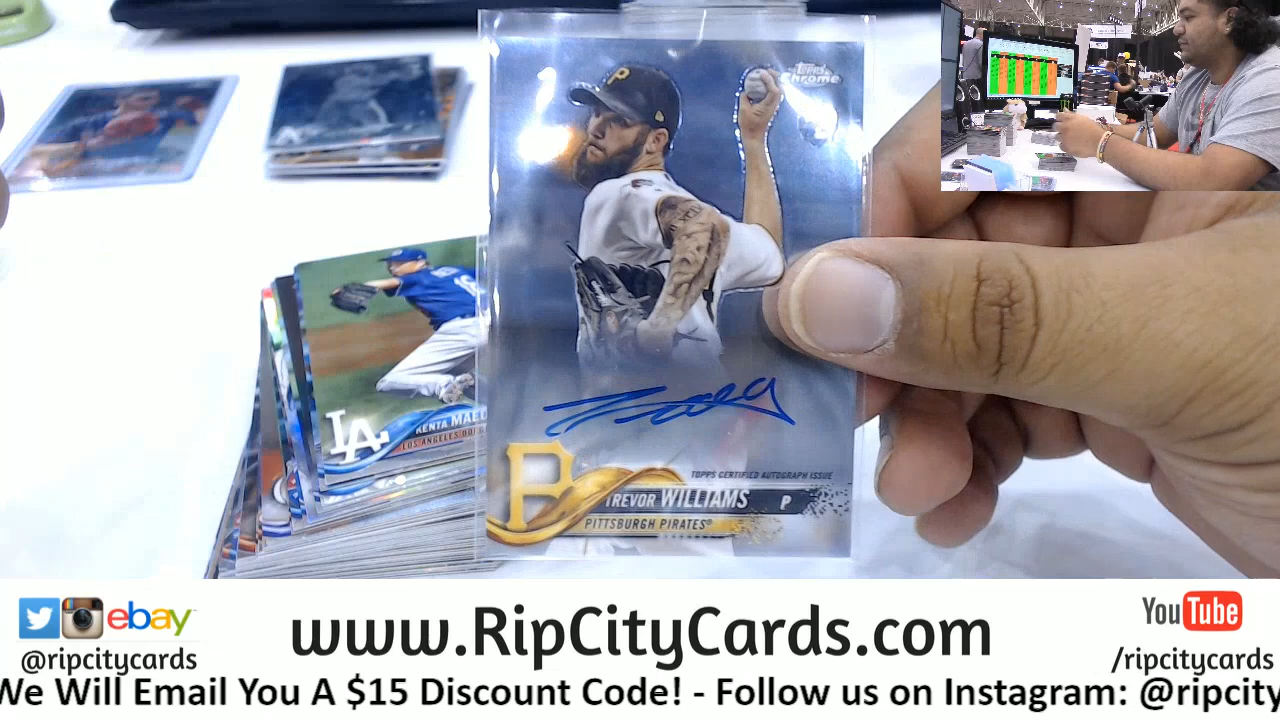 Topps
Chrome
P
LA
KENTA MAE
LOS ANGELES DOD
TOPPS CERTIFIED AUTOGRAPH ISSUE
P
TREVOR WILLIAMS P
PITTSBURGH PIRATES®
ebay
@ripcitycards
www.RipCityCards.com
YouTube
/ripcitycards
We Will Email You A $15 Discount Code! - Follow us on Instagram: @ripcity